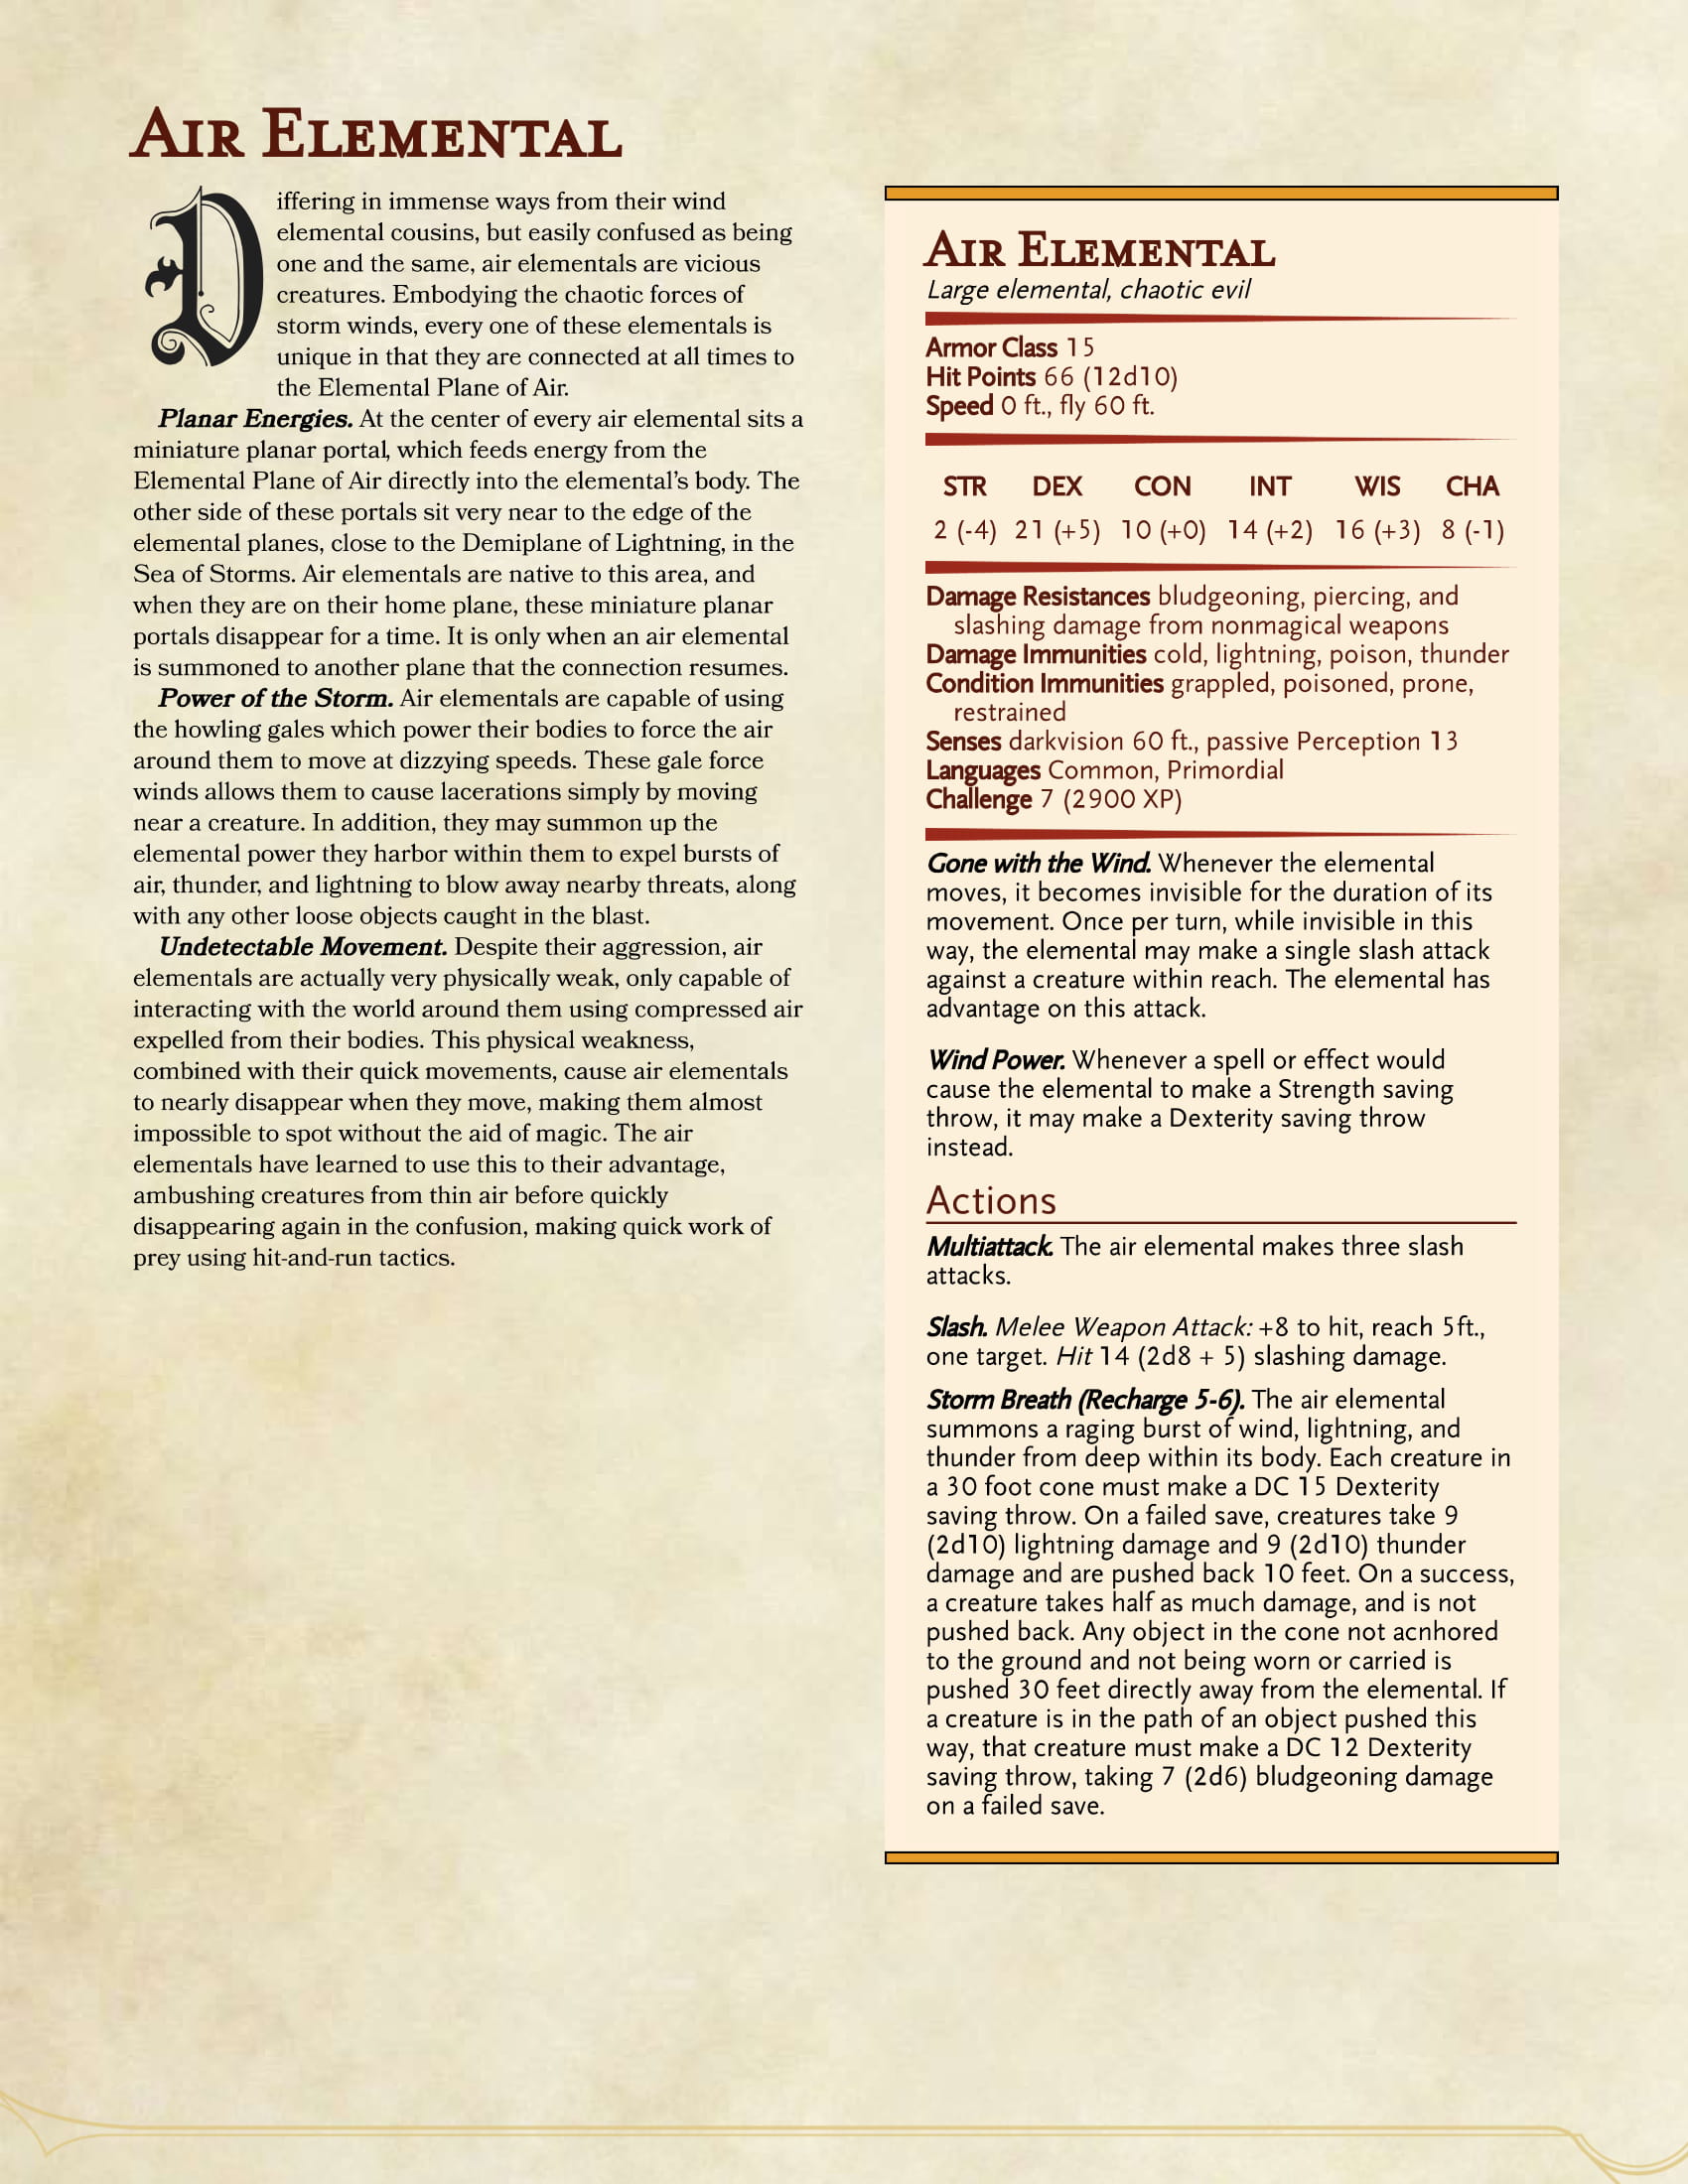 Air Elemental
Differing in immense ways from their wind
elemental cousins, but easily confused as being
one and the same, air elementals are vicious
creatures. Embodying the chaotic forces of
storm winds, every one of these elementals is
unique in that they are connected at all times to
the Elemental Plane of Air.
Planar Energies. At the center of every air elemental sits a
miniature planar portal, which feeds energy from the
Elemental Plane of Air directly into the elemental's body. The
other side of these portals sit very near to the edge of the
elemental planes, close to the Demiplane of Lightning, in the
Sea of Storms. Air elementals are native to this area, and
when they are on their home plane, these miniature planar
portals disappear for a time. It is only when an air elemental
is summoned to another plane that the connection resumes.
Power of the Storm. Air elementals are capable of using
the howling gales which power their bodies to force the air
around them to move at dizzying speeds. These gale force
winds allows them to cause lacerations simply by moving
near a creature. In addition, they may summon up the
elemental power they harbor within them to expel bursts of
air, thunder, and lightning to blow away nearby threats, along
with any other loose objects caught in the blast.
Undetectable Movement. Despite their aggression, air
elementals are actually very physically weak, only capable of
interacting with the world around them using compressed air
expelled from their bodies. This physical weakness,
combined with their quick movements, cause air elementals
to nearly disappear when they move, making them almost
impossible to spot without the aid of magic. The air
elementals have learned to use this to their advantage,
ambushing creatures from thin air before quickly
disappearing again in the confusion, making quick work of
prey using hit-and-run tactics.
Air Elemental
Large elemental, chaotic evil
Armor Class 15
Hit Points 66 (12d10)
Speed 0 ft., fly 60 ft.
STR DEX CON INT WIS CHA
2 (-4) 21 (+5) 10 (+0) 14 (+2) 16 (+3) 8 (-1)
Damage Resistances bludgeoning, piercing, and
slashing damage from nonmagical weapons
Damage Immunities cold, lightning, poison, thunder
Condition Immunities grappled, poisoned, prone,
restrained
Senses darkvision 60 ft., passive Perception 13
Languages Common, Primordial
Challenge 7 (2900 XP)
Gone with the Wind. Whenever the elemental
moves, it becomes invisible for the duration of its
movement. Once per turn, while invisible in this
way, the elemental may make a single slash attack
against a creature within reach. The elemental has
advantage on this attack.
Wind Power. Whenever a spell or effect would
cause the elemental to make a Strength saving
throw, it may make a Dexterity saving throw
instead.
Actions
Multiattack. The air elemental makes three slash
attacks.
Slash. Melee Weapon Attack: +8 to hit, reach 5ft.,
one target. Hit 14 (2d8 + 5) slashing damage.
Storm Breath (Recharge 5-6). The air elemental
summons a raging burst of wind, lightning, and
thunder from deep within its body. Each creature in
a 30 foot cone must make a DC 15 Dexterity
saving throw. On a failed save, creatures take 9
(2d10) lightning damage and 9 (2d10) thunder
damage and are pushed back 10 feet. On a success,
a creature takes half as much damage, and is not
pushed back. Any object in the cone not acnhored
to the ground and not being worn or carried is
pushed 30 feet directly away from the elemental. If
a creature is in the path of an object pushed this
way, that creature must make a DC 12 Dexterity
saving throw, taking 7 (2d6) bludgeoning damage
on a failed save.